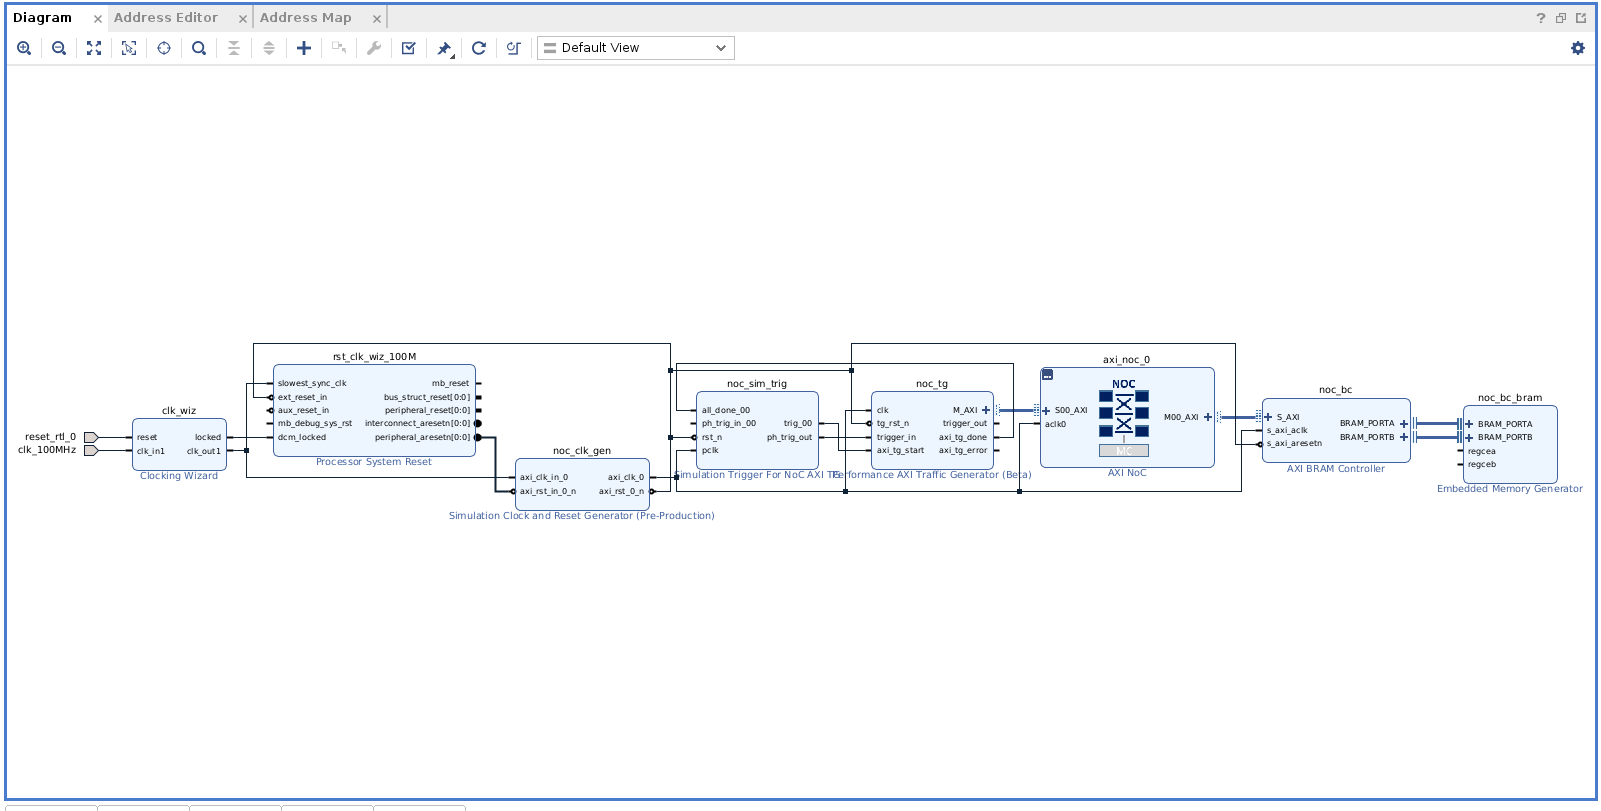 Diagram
Address Editor
Address Map
Default View
reset_rtl_0
clk_100MHz
clk_wiz
reset
locked
clk_in1
clk_out1
Clocking Wizard
rst_clk_wiz_100M
slowest_sync_clk
mb_reset
ext_reset_in
bus_struct_reset[0:0]
aux_reset_in
peripheral_reset[0:0]
mb_debug_sys_rst
interconnect_aresetn[0:0]
dcm_locked
peripheral_aresetn[0:0]
Processor System Reset
noc_clk_gen
axi_clk_in_0
axi_clk_0
axi_rst_in_0_n
axi_rst_0_n
Simulation Clock and Reset Generator (Pre-Production)
noc_sim_trig
all_done_00
ph_trig_in_00
trig_00
rst_n
ph_trig_out
pclk
Simulation Trigger For NoC AXI
noc_tg
clk
M_AXI
tg_rst_n
trigger_out
trigger_in
axi_tg_done
axi_tg_start
axi_tg_error
Performance AXI Traffic Generator (Beta)
axi_noc_0
NOC
S00_AXI
M00_AXI
aclk0
MC
AXI NoC
noc_bc
S_AXI
BRAM_PORTA
s_axi_aclk
BRAM_PORTB
s_axi_aresetn
AXI BRAM Controller
noc_bc_bram
BRAM_PORTA
BRAM_PORTB
regcea
regceb
Embedded Memory Generator